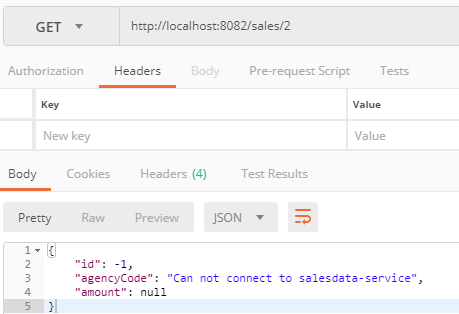 GET http://localhost:8082/sales/2
Authorization Headers Body Pre-request Script Tests
Key Value
New key Value
Body Cookies Headers (4) Test Results
Pretty Raw Preview JSON
1 {
2 "id": -1,
3 "agencyCode": "Can not connect to salesdata-service",
4 "amount": null
5 }